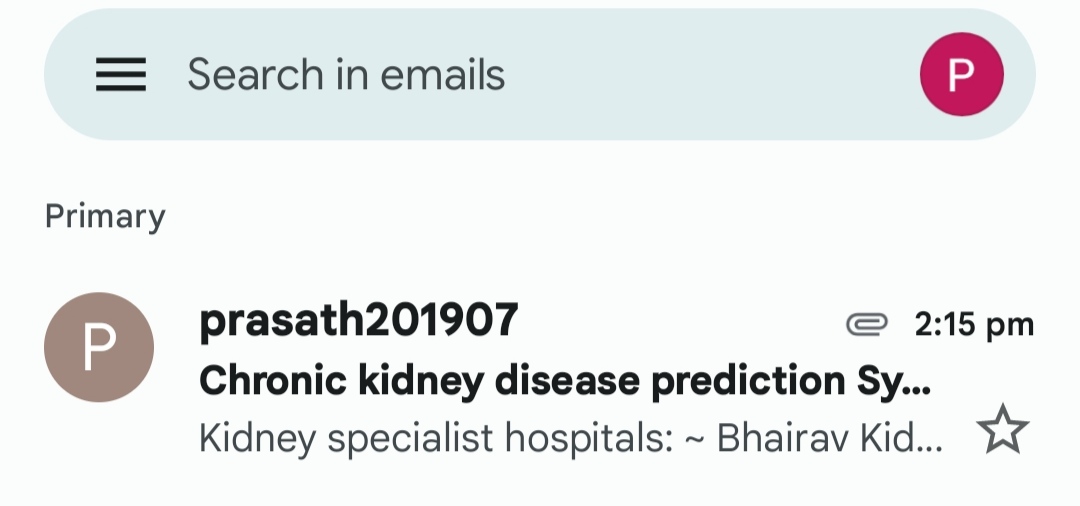 Search in emails
P
Primary
P
prasath201907
2:15 pm
Chronic kidney disease prediction Sy...
Kidney specialist hospitals: ~ Bhairav Kid...